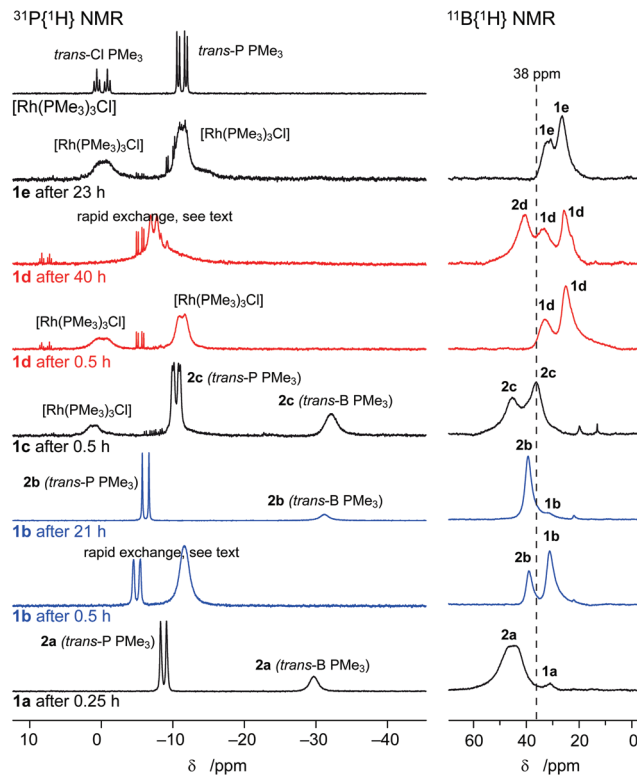 ³¹P{¹H} NMR
¹¹B{¹H} NMR
trans-Cl PMe₃
trans-P PMe₃
[Rh(PMe₃)₃Cl]
38 ppm
[Rh(PMe₃)₃Cl]
[Rh(PMe₃)₃Cl]
1e after 23 h
1e
1e
rapid exchange, see text
1d after 40 h
2d
1d
1d
[Rh(PMe₃)₃Cl]
[Rh(PMe₃)₃Cl]
1d after 0.5 h
1d
1d
[Rh(PMe₃)₃Cl]
2c (trans-P PMe₃)
2c (trans-B PMe₃)
1c after 0.5 h
2c
2c
2b (trans-P PMe₃)
2b (trans-B PMe₃)
1b after 21 h
2b
1b
rapid exchange, see text
1b after 0.5 h
2b
1b
2a (trans-P PMe₃)
2a (trans-B PMe₃)
1a after 0.25 h
2a
1a
10 0 −10 −20 −30 −40
60 40 20 0
δ /ppm
δ /ppm